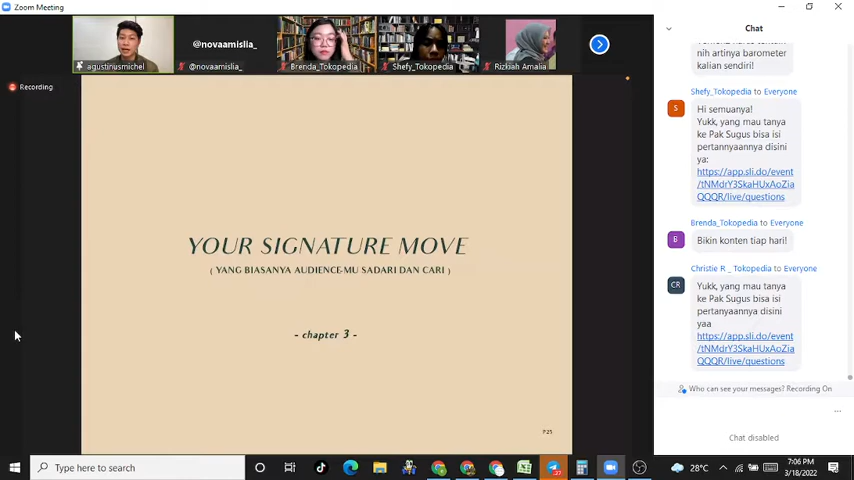 Zoom Meeting
@novaamislia_
agustinusmichel
@novaamislia_
Brenda_Tokopedia
Shefy_Tokopedia
Rizkiah Amalia
Recording
YOUR SIGNATURE MOVE
( YANG BIASANYA AUDIENCE-MU SADARI DAN CARI )
- chapter 3 -
P.25
Chat
nih artinya barometer
kalian sendiri!
Shefy_Tokopedia to Everyone
S
Hi semuanya!
Yukk, yang mau tanya
ke Pak Sugus bisa isi
pertannyaannya disini
ya:
https://app.sli.do/event
/tNMdrY3SkaHUxAoZia
QQQR/live/questions
Brenda_Tokopedia to Everyone
B
Bikin konten tiap hari!
Christie R _ Tokopedia to Everyone
CR
Yukk, yang mau tanya
ke Pak Sugus bisa isi
pertanyaannya disini
yaa
https://app.sli.do/event
/tNMdrY3SkaHUxAoZia
QQQR/live/questions
Who can see your messages? Recording On
Chat disabled
Type here to search
28°C
7:06 PM
3/18/2022